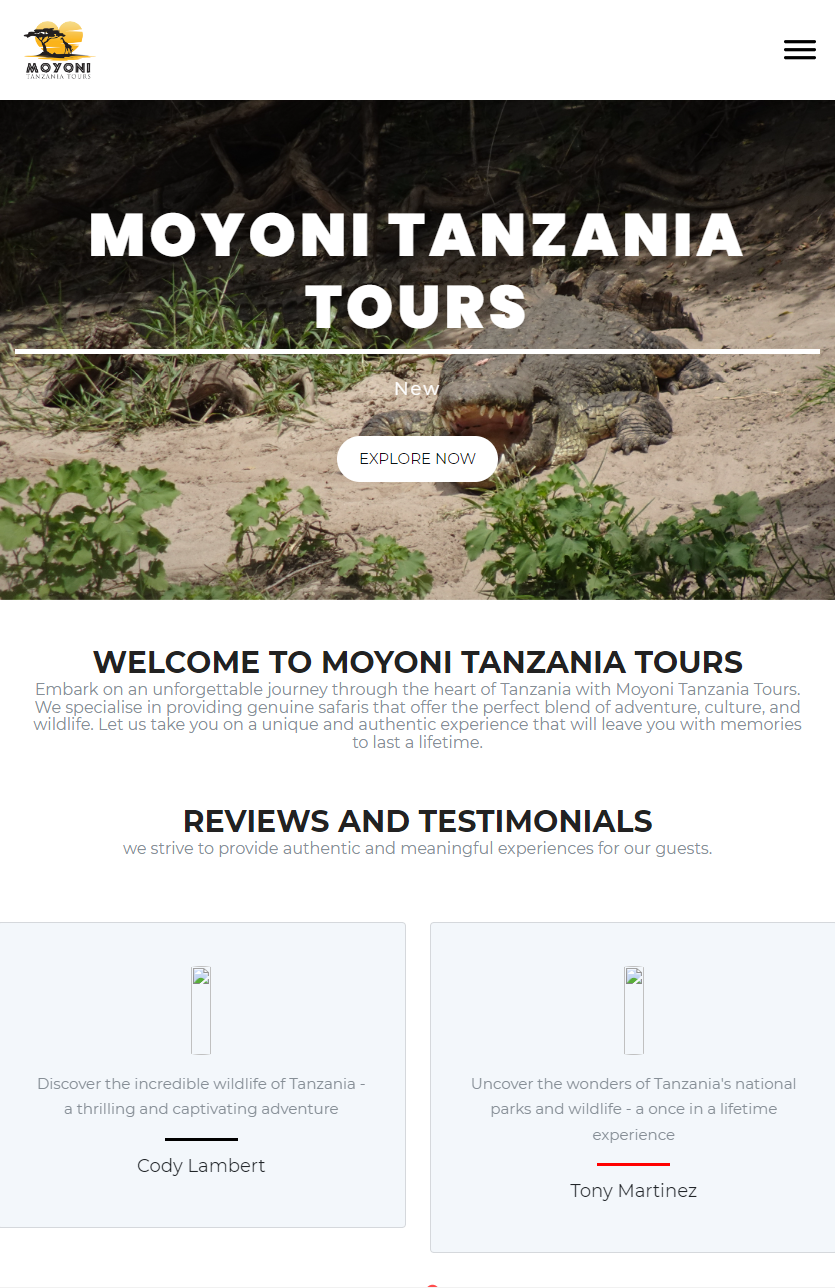 MOYONI
TANZANIA TOURS
MOYONI TANZANIA
TOURS
New
EXPLORE NOW
WELCOME TO MOYONI TANZANIA TOURS
Embark on an unforgettable journey through the heart of Tanzania with Moyoni Tanzania Tours.
We specialise in providing genuine safaris that offer the perfect blend of adventure, culture, and
wildlife. Let us take you on a unique and authentic experience that will leave you with memories
to last a lifetime.
REVIEWS AND TESTIMONIALS
we strive to provide authentic and meaningful experiences for our guests.
Discover the incredible wildlife of Tanzania -
a thrilling and captivating adventure
Cody Lambert
Uncover the wonders of Tanzania's national
parks and wildlife - a once in a lifetime
experience
Tony Martinez